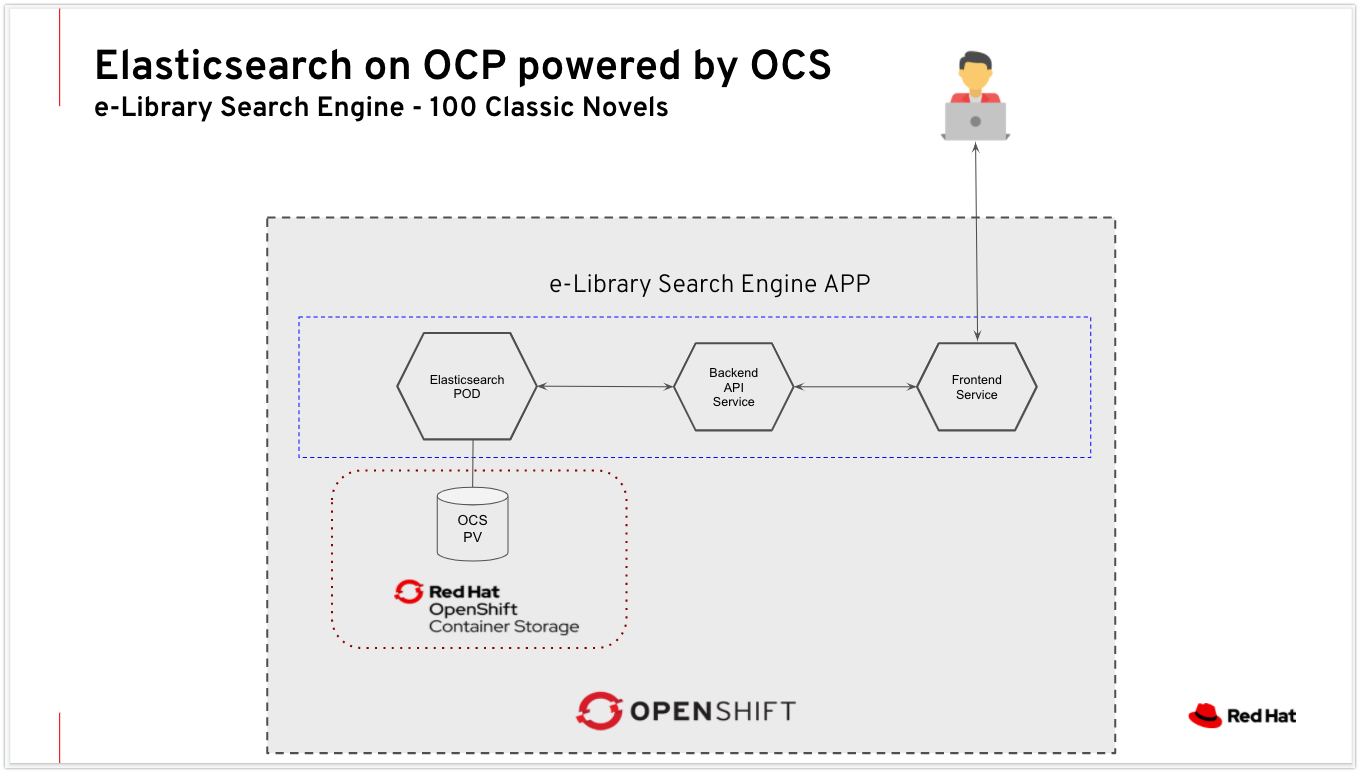 Elasticsearch on OCP powered by OCS
e-Library Search Engine - 100 Classic Novels
e-Library Search Engine APP
Elasticsearch
POD
Backend
API
Service
Frontend
Service
OCS
PV
Red Hat
OpenShift
Container Storage
OPENSHIFT
Red Hat